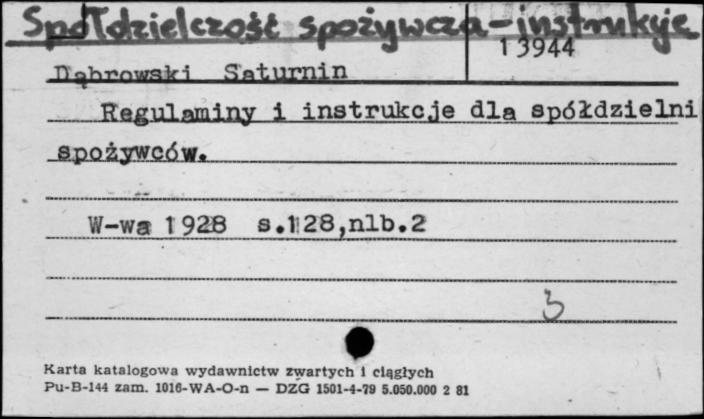 Spółdzielczość spożywcza - instrukcje
13944
Dąbrowski Saturnin
Regulaminy i instrukcje dla spółdzielni
spożywców.
W-wa 1928 s.128,nlb.2
3
Karta katalogowa wydawnictw zwartych i ciągłych
Pu-B-144 zam. 1016-WA-O-n — DZG 1501-4-79 5.050.000 2 81